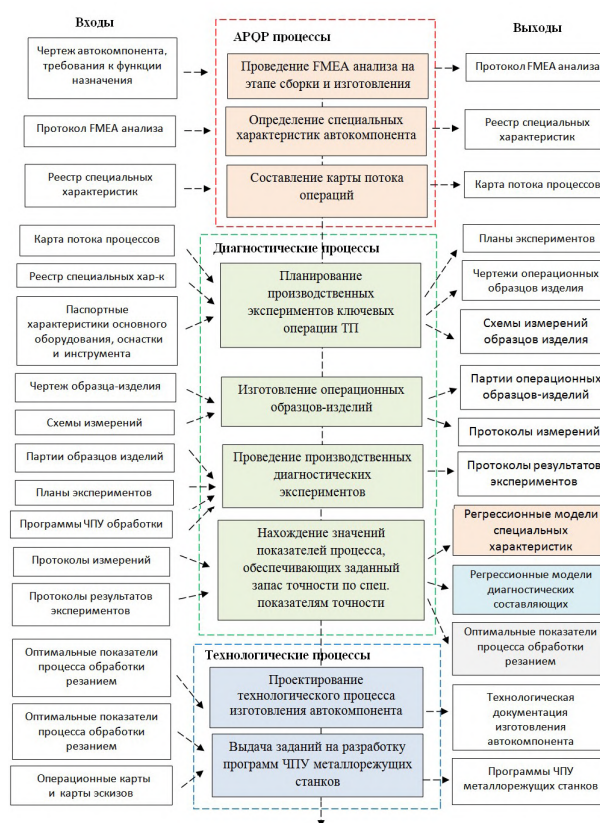 Входы
APQP процессы
Выходы
Чертеж автокомпонента,
требования к функции
назначения
Проведение FMEA анализа на
этапе сборки и изготовления
Протокол FMEA анализа
Протокол FMEA анализа
Определение специальных
характеристик автокомпонента
Реестр специальных
характеристик
Реестр специальных
характеристик
Составление карты потока
операций
Карта потока процессов
Диагностические процессы
Карта потока процессов
Реестр специальных хар-к
Паспортные
характеристики основного
оборудования, оснастки
и инструмента
Планирование
производственных
экспериментов ключевых
операции ТП
Планы экспериментов
Чертежи операционных
образцов изделия
Схемы измерений
образцов изделия
Чертеж образца-изделия
Схемы измерений
Изготовление операционных
образцов-изделий
Партии операционных
образцов-изделий
Протоколы измерений
Партии образцов изделий
Планы экспериментов
Программы ЧПУ обработки
Проведение производственных
диагностических
экспериментов
Протоколы результатов
экспериментов
Протоколы измерений
Протоколы результатов
экспериментов
Нахождение значений
показателей процесса,
обеспечивающих заданный
запас точности по спец.
показателям точности
Регрессионные модели
специальных
характеристик
Регрессионные модели
диагностических
составляющих
Оптимальные показатели
процесса обработки
резанием
Технологические процессы
Оптимальные показатели
процесса обработки
резанием
Проектирование
технологического процесса
изготовления автокомпонента
Технологическая
документация
изготовления
автокомпонента
Оптимальные показатели
процесса обработки
резанием
Операционные карты
и карты эскизов
Выдача заданий на разработку
программ ЧПУ металлорежущих
станков
Программы ЧПУ
металлорежущих станков